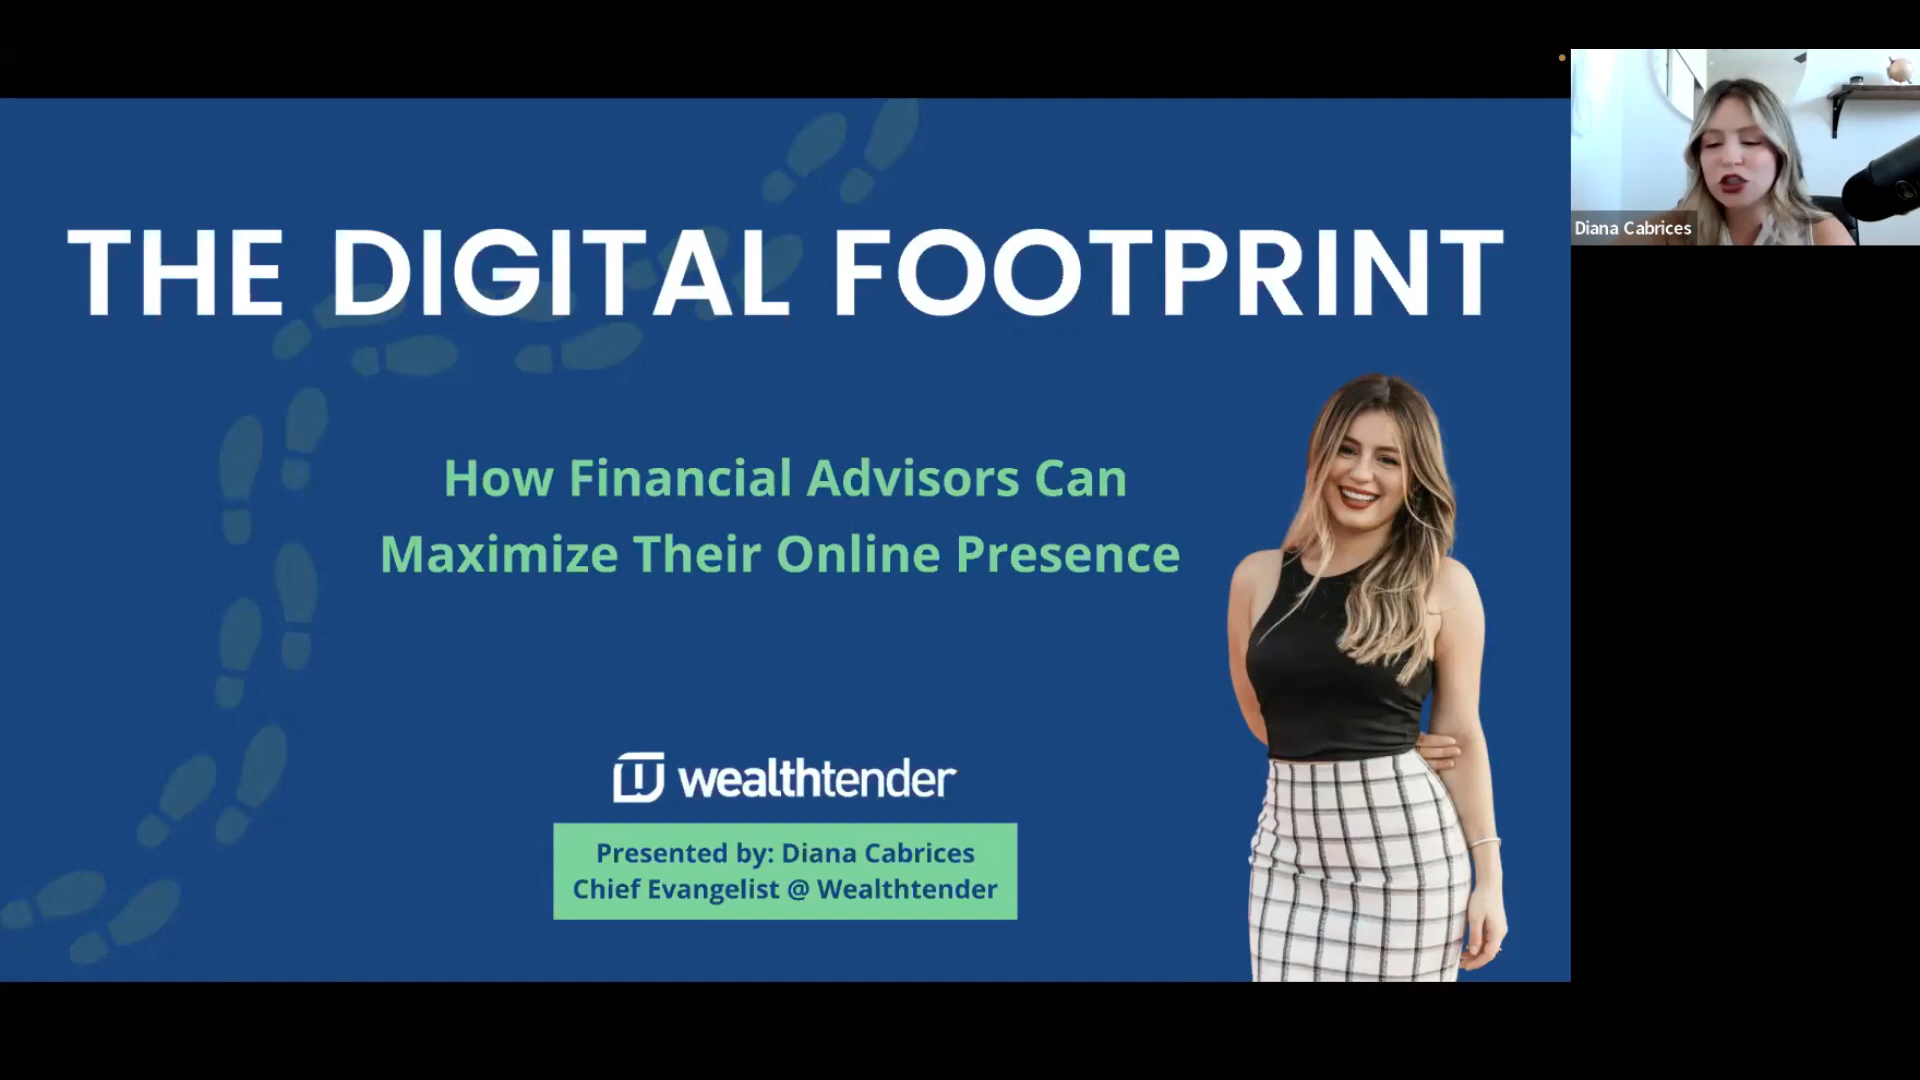 THE DIGITAL FOOTPRINT
How Financial Advisors Can
Maximize Their Online Presence
wealthtender
Presented by: Diana Cabrices
Chief Evangelist @ Wealthtender
Diana Cabrices